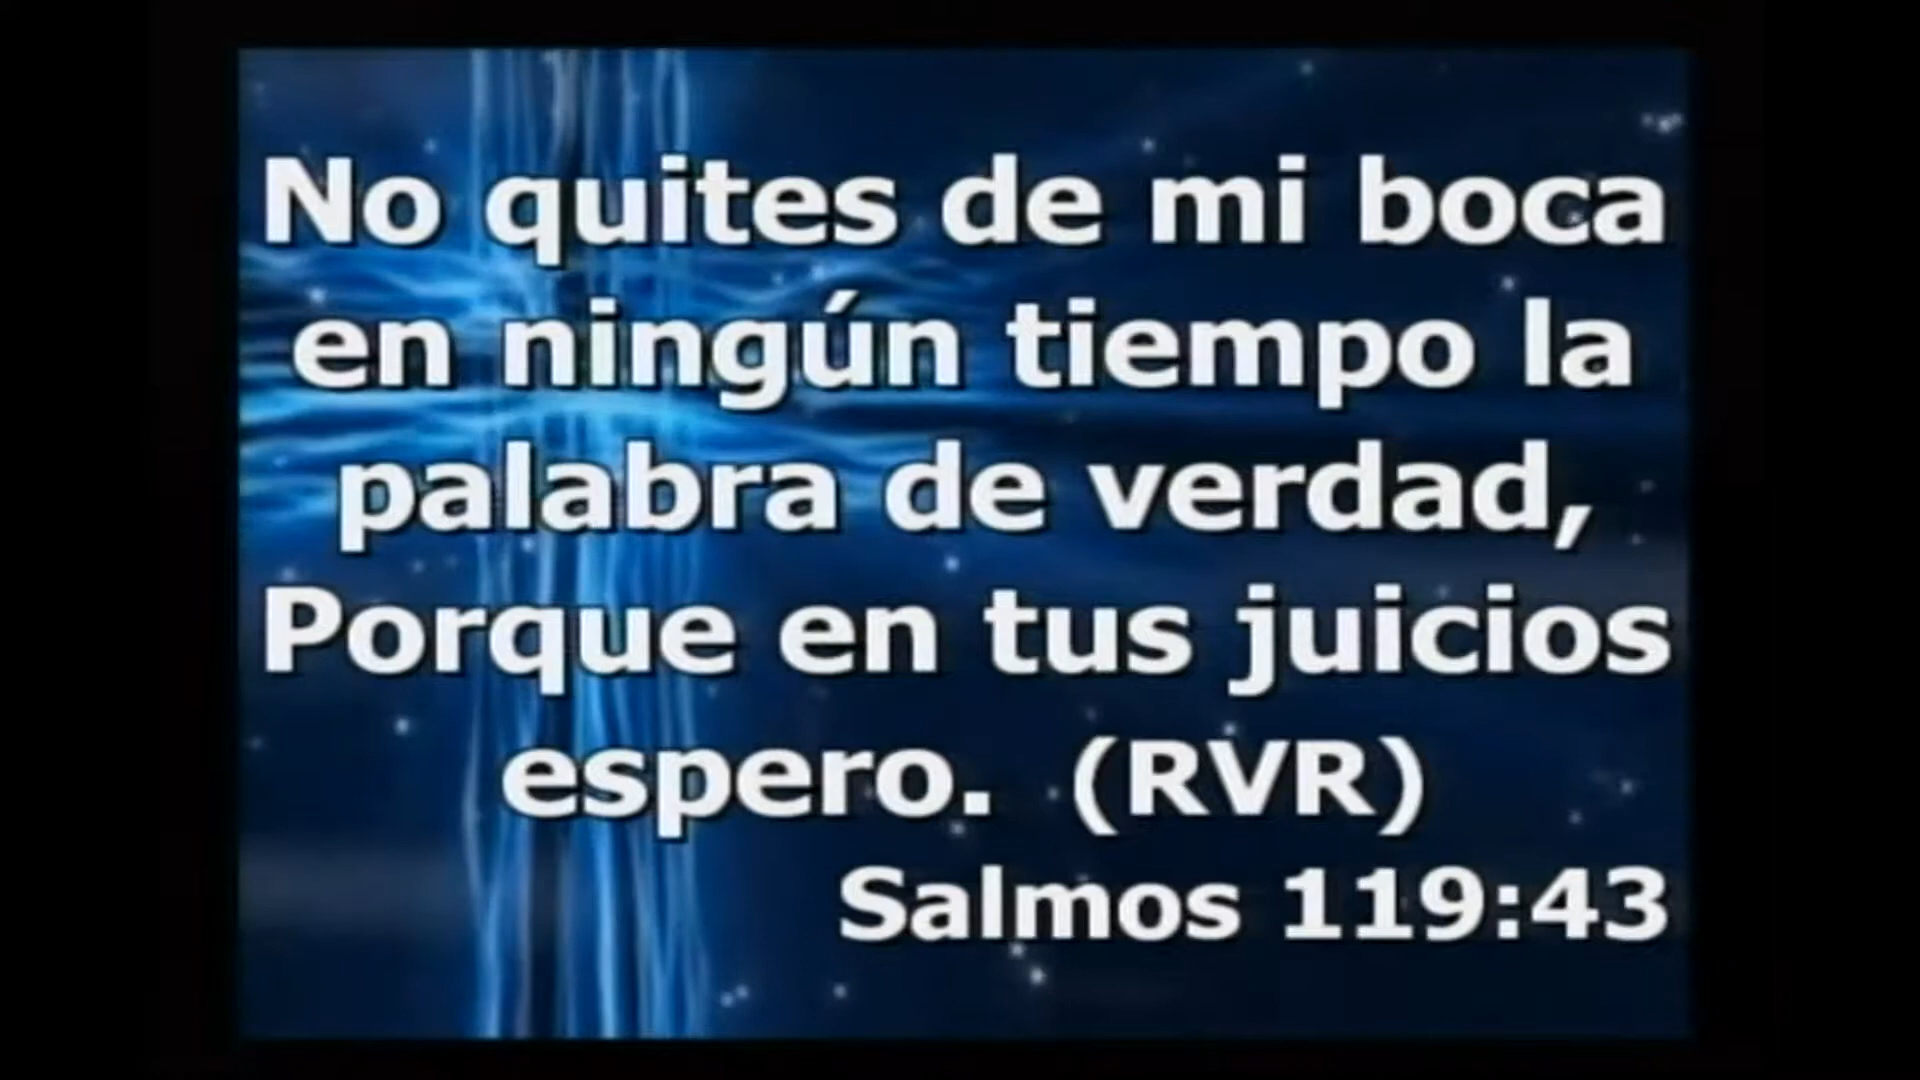 No quites de mi boca
en ningún tiempo la
palabra de verdad,
Porque en tus juicios
espero. (RVR)
Salmos 119:43